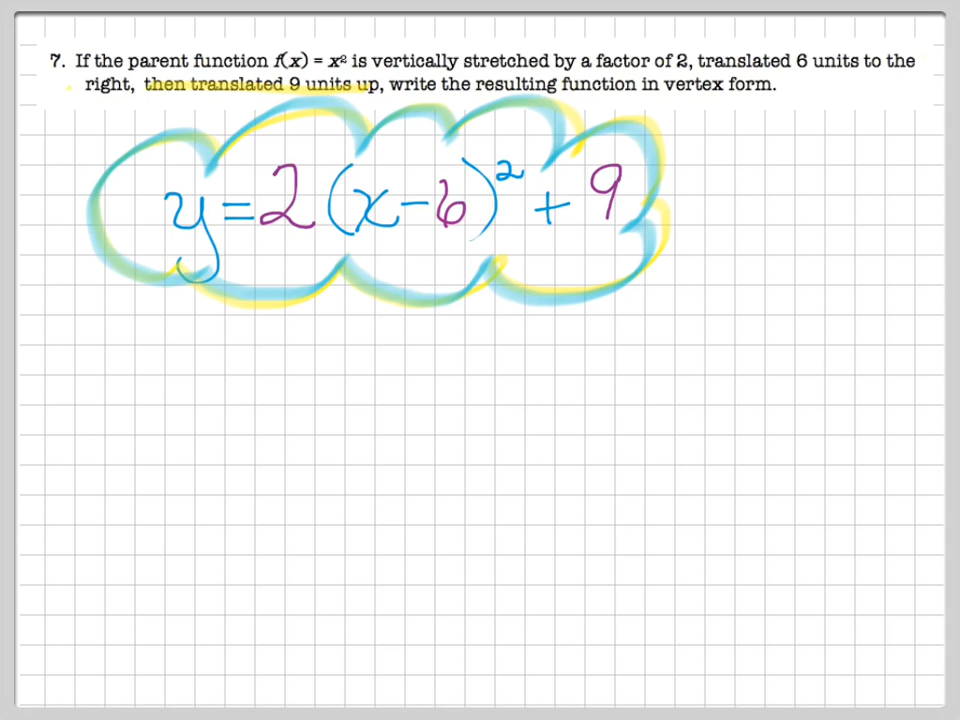 7. If the parent function f(x) = x² is vertically stretched by a factor of 2, translated 6 units to the
right, then translated 9 units up, write the resulting function in vertex form.
y = 2(x - 6)² + 9